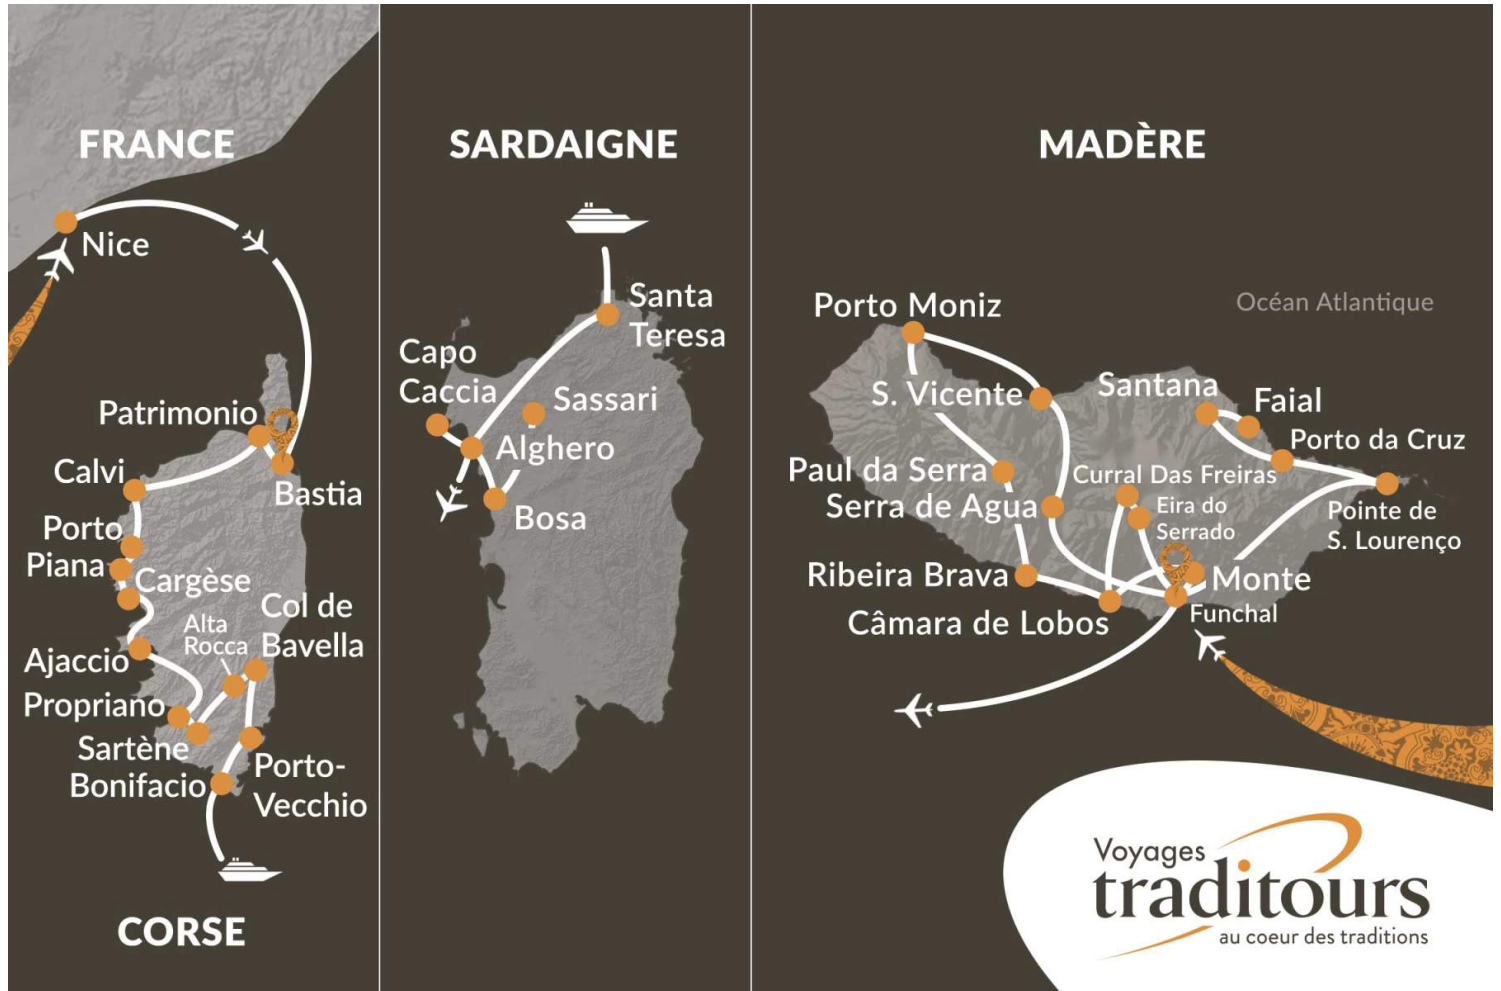 FRANCE
Nice
Patrimonio
Calvi
Bastia
Porto
Piana
Cargèse
Col de
Bavella
Alta
Rocca
Ajaccio
Propriano
Sartène
Bonifacio
Porto-
Vecchio
CORSE
SARDAIGNE
Santa
Teresa
Capo
Caccia
Sassari
Alghero
Bosa
MADÈRE
Océan Atlantique
Porto Moniz
S. Vicente
Santana
Faial
Porto da Cruz
Paul da Serra
Curral Das Freiras
Serra de Agua
Eira do
Serrado
Pointe de
S. Lourenço
Ribeira Brava
Monte
Câmara de Lobos
Funchal
Voyages
traditours
au coeur des traditions